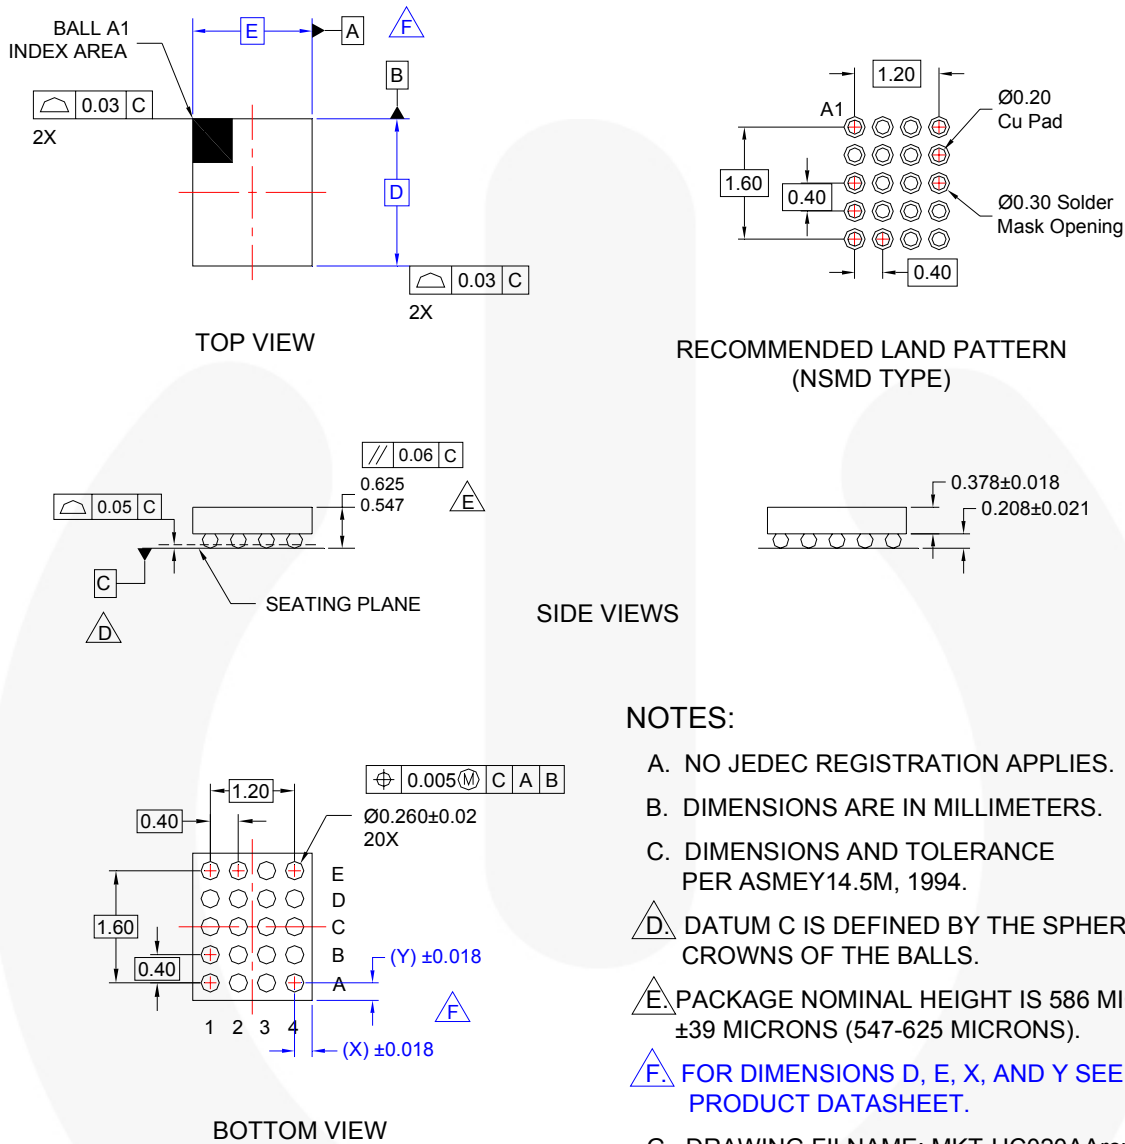 BALL A1
INDEX AREA
E
A
F
B
0.03 C
2X
D
0.03 C
2X
TOP VIEW
1.20
A1
Ø0.20
Cu Pad
1.60
0.40
Ø0.30 Solder
Mask Opening
0.40
RECOMMENDED LAND PATTERN
(NSMD TYPE)
// 0.06 C
0.625
0.547
E
0.05 C
C
D
SEATING PLANE
0.378±0.018
0.208±0.021
SIDE VIEWS
1.20
0.40
0.005Ⓜ C A B
Ø0.260±0.02
20X
E
D
C
B
A
1.60
0.40
(Y) ±0.018
F
1 2 3 4
(X) ±0.018
BOTTOM VIEW
NOTES:
A. NO JEDEC REGISTRATION APPLIES.
B. DIMENSIONS ARE IN MILLIMETERS.
C. DIMENSIONS AND TOLERANCE
PER ASMEY14.5M, 1994.
D. DATUM C IS DEFINED BY THE SPHER
CROWNS OF THE BALLS.
E. PACKAGE NOMINAL HEIGHT IS 586 MI
±39 MICRONS (547-625 MICRONS).
F. FOR DIMENSIONS D, E, X, AND Y SEE
PRODUCT DATASHEET.